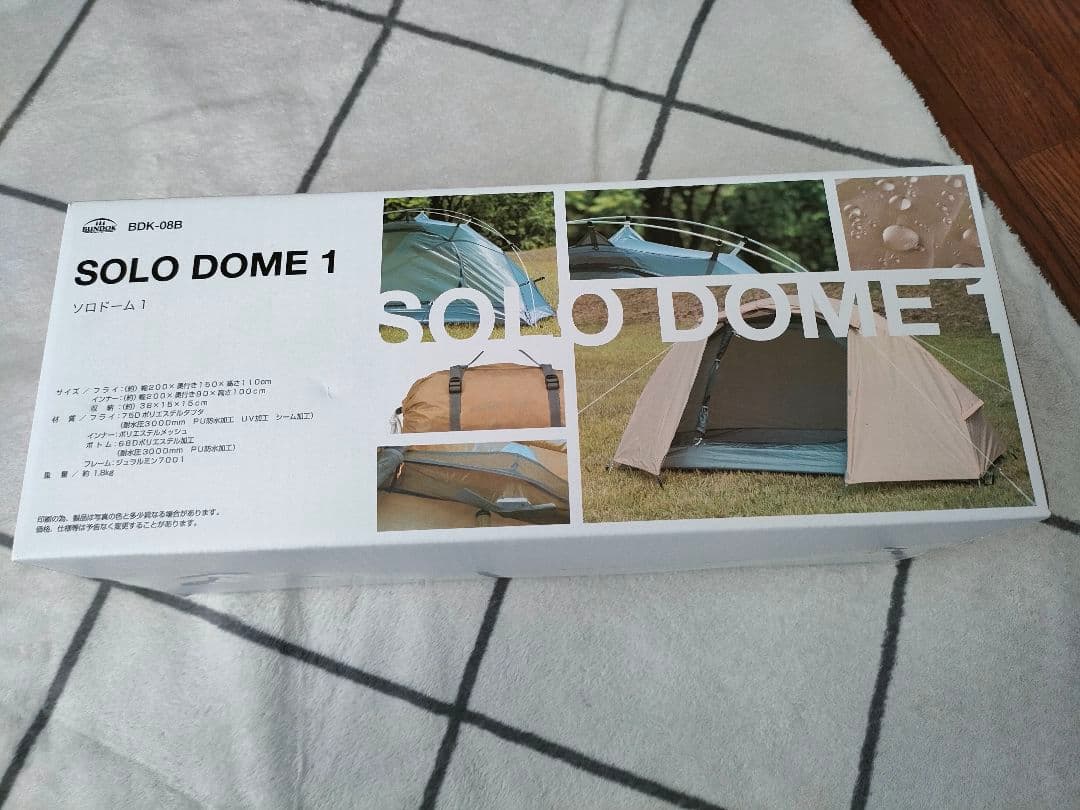 BUNDOK
BDK-08B
SOLO DOME 1
ソロドーム 1
サイズ／フライ：(約) 幅200×奥行き150×高さ110cm
インナー：(約) 幅200×奥行き90×高さ100cm
収　納：(約) 38×15×15cm
材　質／フライ：75Dポリエステルタフタ
(耐水圧3000mm　PU防水加工　UV加工　シーム加工)
インナー：ポリエステルメッシュ
ボトム：68Dポリエステル加工
(耐水圧3000mm　PU防水加工)
フレーム：ジュラルミン7001
重　量／約 1.8kg
印刷の為、製品は写真の色と多少異なる場合があります。
価格、仕様等は予告なく変更することがあります。
SOLO DOME 1